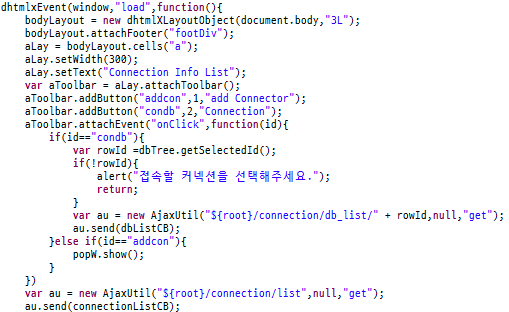 dhtmlxEvent(window,"load",function(){
bodyLayout = new dhtmlXLayoutObject(document.body,"3L");
bodyLayout.attachFooter("footDiv");
aLay = bodyLayout.cells("a");
aLay.setWidth(300);
aLay.setText("Connection Info List");
var aToolbar = aLay.attachToolbar();
aToolbar.addButton("addcon",1,"add Connector");
aToolbar.addButton("condb",2,"Connection");
aToolbar.attachEvent("onClick",function(id){
if(id=="condb"){
var rowId =dbTree.getSelectedId();
if(!rowId){
alert("접속할 커넥션을 선택해주세요.");
return;
}
var au = new AjaxUtil("${root}/connection/db_list/" + rowId,null,"get");
au.send(dbListCB);
}else if(id=="addcon"){
popW.show();
}
})
var au = new AjaxUtil("${root}/connection/list",null,"get");
au.send(connectionListCB);